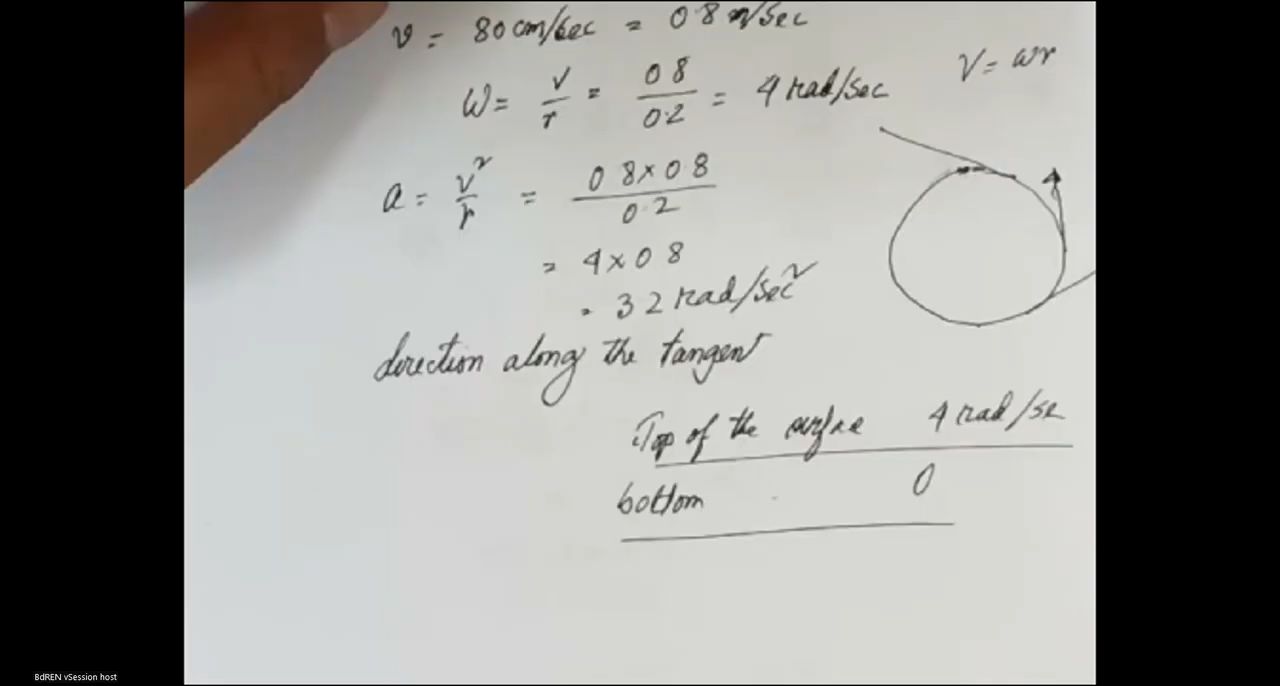 v = 80 cm/sec = 0.8 m/sec
ω = v/r = 0.8/0.2 = 4 rad/sec
V = ωr
a = v²/r = 0.8×0.8/0.2
= 4×0.8
= 3.2 rad/sec²
direction along the tangent
Top of the surface 4 rad/se
bottom 0
BdREN vSession host